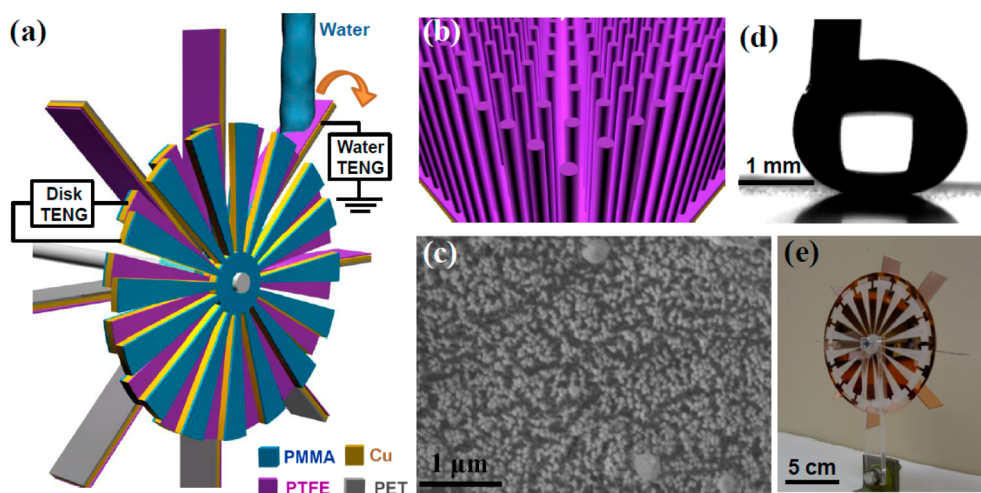 (a)
Water
Water
TENG
Disk
TENG
PMMA
Cu
PTFE
PET
(b)
(c)
1 μm
(d)
1 mm
(e)
5 cm